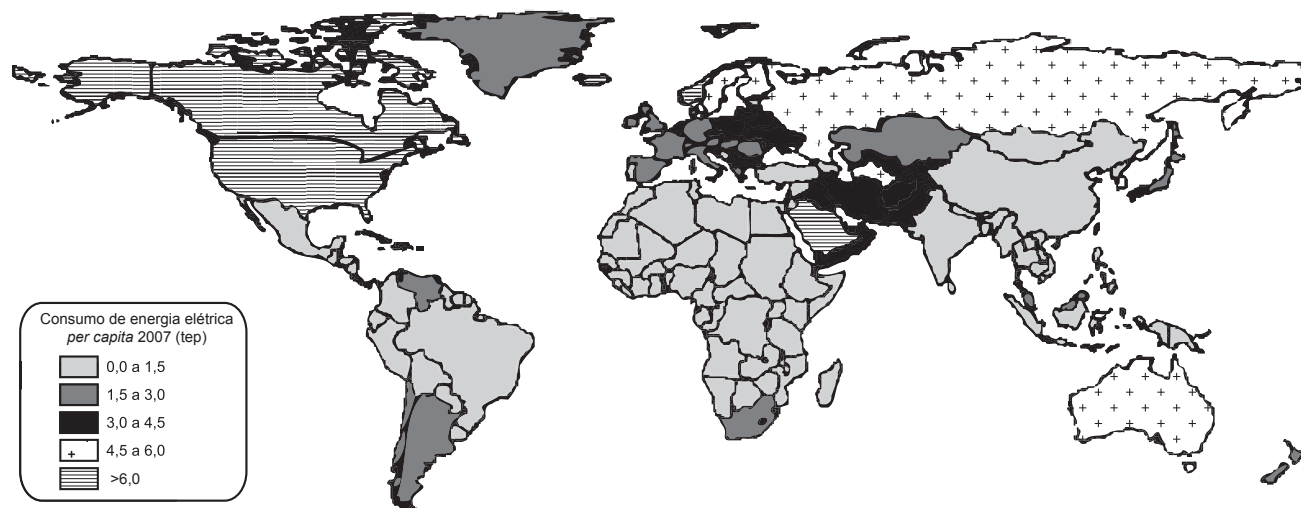 Consumo de energia elétrica
per capita 2007 (tep)
0,0 a 1,5
1,5 a 3,0
3,0 a 4,5
4,5 a 6,0
>6,0